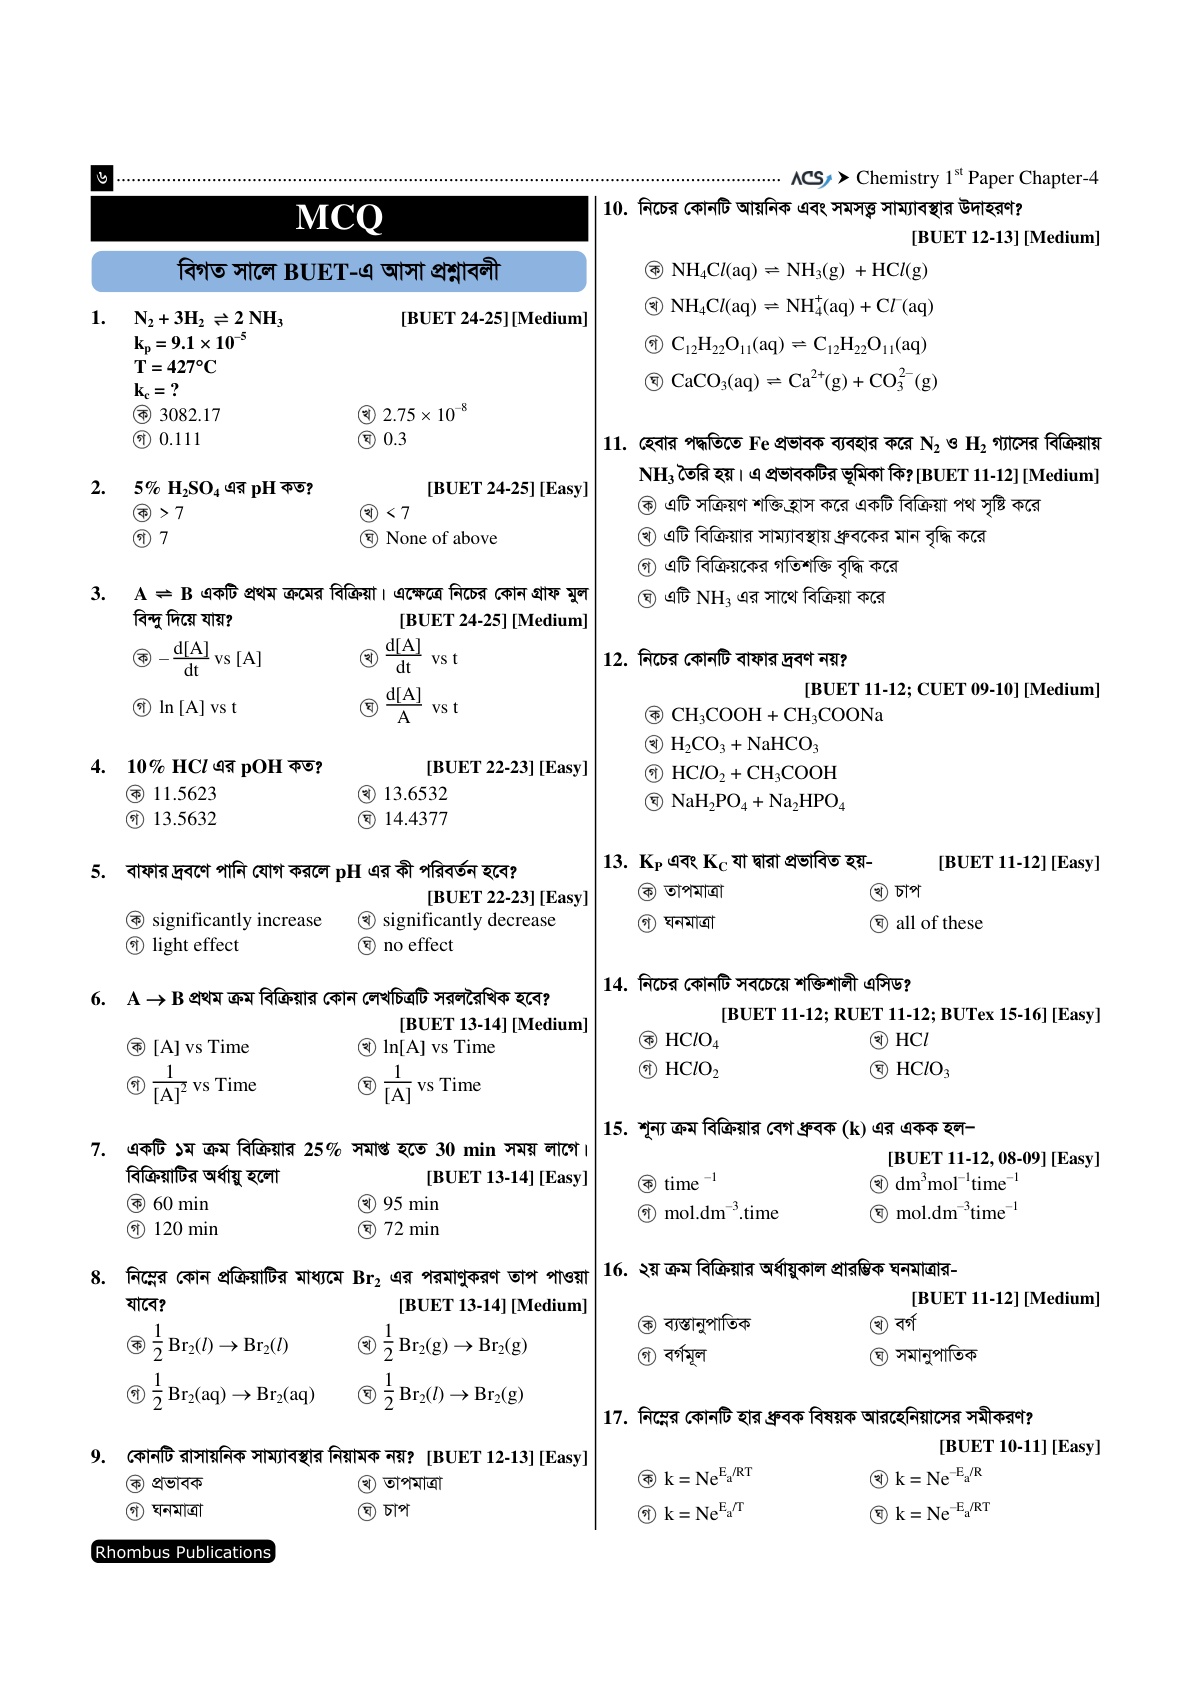 ৬ ACS > Chemistry 1st Paper Chapter-4
MCQ
বিগত সালে BUET-এ আসা প্রশ্নাবলী
1. N₂ + 3H₂ ⇌ 2 NH₃ [BUET 24-25] [Medium]
kₚ = 9.1 × 10⁻⁵
T = 427°C
k_c = ?
ক 3082.17 খ 2.75 × 10⁻⁸
গ 0.111 ঘ 0.3
2. 5% H₂SO₄ এর pH কত? [BUET 24-25] [Easy]
ক > 7 খ < 7
গ 7 ঘ None of above
3. A ⇌ B একটি প্রথম ক্রমের বিক্রিয়া। এক্ষেত্রে নিচের কোন গ্রাফ মুল
বিন্দু দিয়ে যায়? [BUET 24-25] [Medium]
ক – d[A]/dt vs [A] খ d[A]/dt vs t
গ ln [A] vs t ঘ d[A]/A vs t
4. 10% HCl এর pOH কত? [BUET 22-23] [Easy]
ক 11.5623 খ 13.6532
গ 13.5632 ঘ 14.4377
5. বাফার দ্রবণে পানি যোগ করলে pH এর কী পরিবর্তন হবে?
[BUET 22-23] [Easy]
ক significantly increase খ significantly decrease
গ light effect ঘ no effect
6. A → B প্রথম ক্রম বিক্রিয়ার কোন লেখচিত্রটি সরলরৈখিক হবে?
[BUET 13-14] [Medium]
ক [A] vs Time খ ln[A] vs Time
গ 1/[A]² vs Time ঘ 1/[A] vs Time
7. একটি ১ম ক্রম বিক্রিয়ার 25% সমাপ্ত হতে 30 min সময় লাগে।
বিক্রিয়াটির অর্ধায়ু হলো [BUET 13-14] [Easy]
ক 60 min খ 95 min
গ 120 min ঘ 72 min
8. নিম্নের কোন প্রক্রিয়াটির মাধ্যমে Br₂ এর পরমাণুকরণ তাপ পাওয়া
যাবে? [BUET 13-14] [Medium]
ক 1/2 Br₂(l) → Br₂(l) খ 1/2 Br₂(g) → Br₂(g)
গ 1/2 Br₂(aq) → Br₂(aq) ঘ 1/2 Br₂(l) → Br₂(g)
9. কোনটি রাসায়নিক সাম্যাবস্থার নিয়ামক নয়? [BUET 12-13] [Easy]
ক প্রভাবক খ তাপমাত্রা
গ ঘনমাত্রা ঘ চাপ
10. নিচের কোনটি আয়নিক এবং সমসত্ত্ব সাম্যাবস্থার উদাহরণ?
[BUET 12-13] [Medium]
ক NH₄Cl(aq) ⇌ NH₃(g) + HCl(g)
খ NH₄Cl(aq) ⇌ NH₄⁺(aq) + Cl⁻(aq)
গ C₁₂H₂₂O₁₁(aq) ⇌ C₁₂H₂₂O₁₁(aq)
ঘ CaCO₃(aq) ⇌ Ca²⁺(g) + CO₃²⁻(g)
11. হেবার পদ্ধতিতে Fe প্রভাবক ব্যবহার করে N₂ ও H₂ গ্যাসের বিক্রিয়ায়
NH₃ তৈরি হয়। এ প্রভাবকটির ভূমিকা কি? [BUET 11-12] [Medium]
ক এটি সক্রিয়ণ শক্তি হ্রাস করে একটি বিক্রিয়া পথ সৃষ্টি করে
খ এটি বিক্রিয়ার সাম্যাবস্থায় ধ্রুবকের মান বৃদ্ধি করে
গ এটি বিক্রিয়কের গতিশক্তি বৃদ্ধি করে
ঘ এটি NH₃ এর সাথে বিক্রিয়া করে
12. নিচের কোনটি বাফার দ্রবণ নয়?
[BUET 11-12; CUET 09-10] [Medium]
ক CH₃COOH + CH₃COONa
খ H₂CO₃ + NaHCO₃
গ HClO₂ + CH₃COOH
ঘ NaH₂PO₄ + Na₂HPO₄
13. K_P এবং K_C যা দ্বারা প্রভাবিত হয়- [BUET 11-12] [Easy]
ক তাপমাত্রা খ চাপ
গ ঘনমাত্রা ঘ all of these
14. নিচের কোনটি সবচেয়ে শক্তিশালী এসিড?
[BUET 11-12; RUET 11-12; BUTex 15-16] [Easy]
ক HClO₄ খ HCl
গ HClO₂ ঘ HClO₃
15. শূন্য ক্রম বিক্রিয়ার বেগ ধ্রুবক (k) এর একক হল–
[BUET 11-12, 08-09] [Easy]
ক time ⁻¹ খ dm³mol⁻¹time⁻¹
গ mol.dm⁻³.time ঘ mol.dm⁻³time⁻¹
16. ২য় ক্রম বিক্রিয়ার অর্ধায়ুকাল প্রারম্ভিক ঘনমাত্রার-
[BUET 11-12] [Medium]
ক ব্যস্তানুপাতিক খ বর্গ
গ বর্গমূল ঘ সমানুপাতিক
17. নিম্নের কোনটি হার ধ্রুবক বিষয়ক আরহেনিয়াসের সমীকরণ?
[BUET 10-11] [Easy]
ক k = Ne^(E_a/RT) খ k = Ne^(–E_a/R)
গ k = Ne^(E_a/T) ঘ k = Ne^(–E_a/RT)
Rhombus Publications